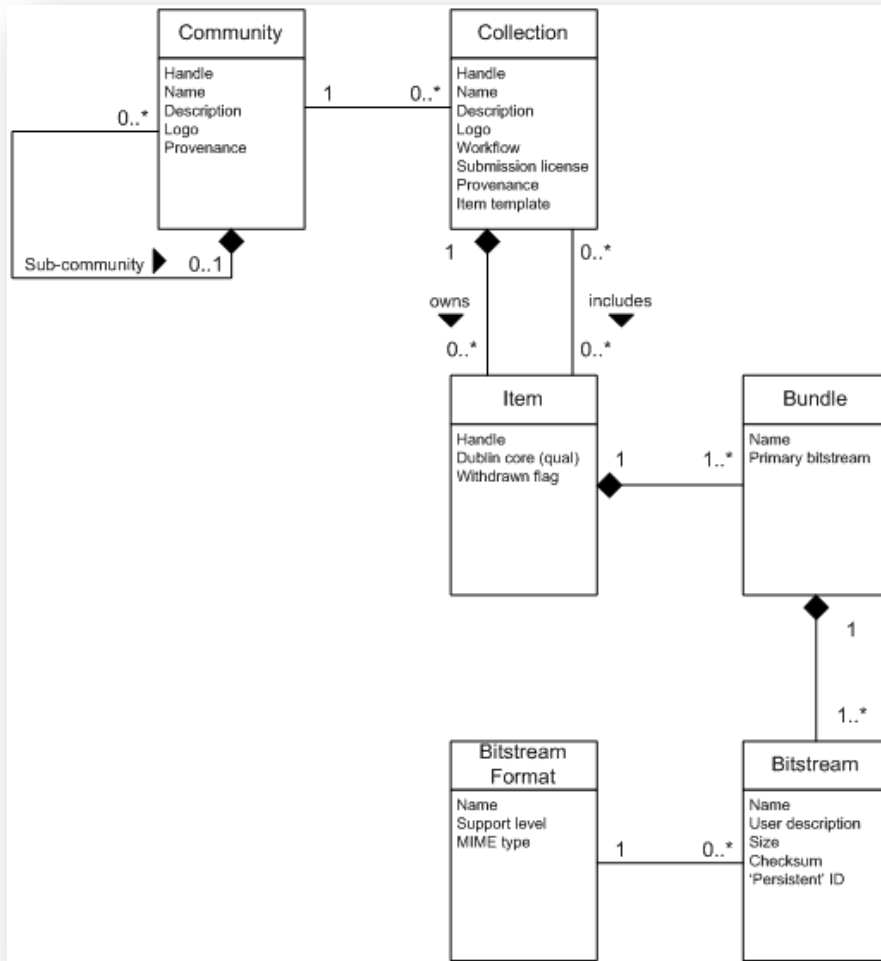 Community
Handle
Name
Description
Logo
Provenance
1
0..*
Collection
Handle
Name
Description
Logo
Workflow
Submission license
Provenance
Item template
0..*
Sub-community
0..1
1
0..*
owns
includes
0..*
0..*
Item
Handle
Dublin core (qual)
Withdrawn flag
1
1..*
Bundle
Name
Primary bitstream
1
1..*
Bitstream
Format
Name
Support level
MIME type
1
0..*
Bitstream
Name
User description
Size
Checksum
'Persistent' ID